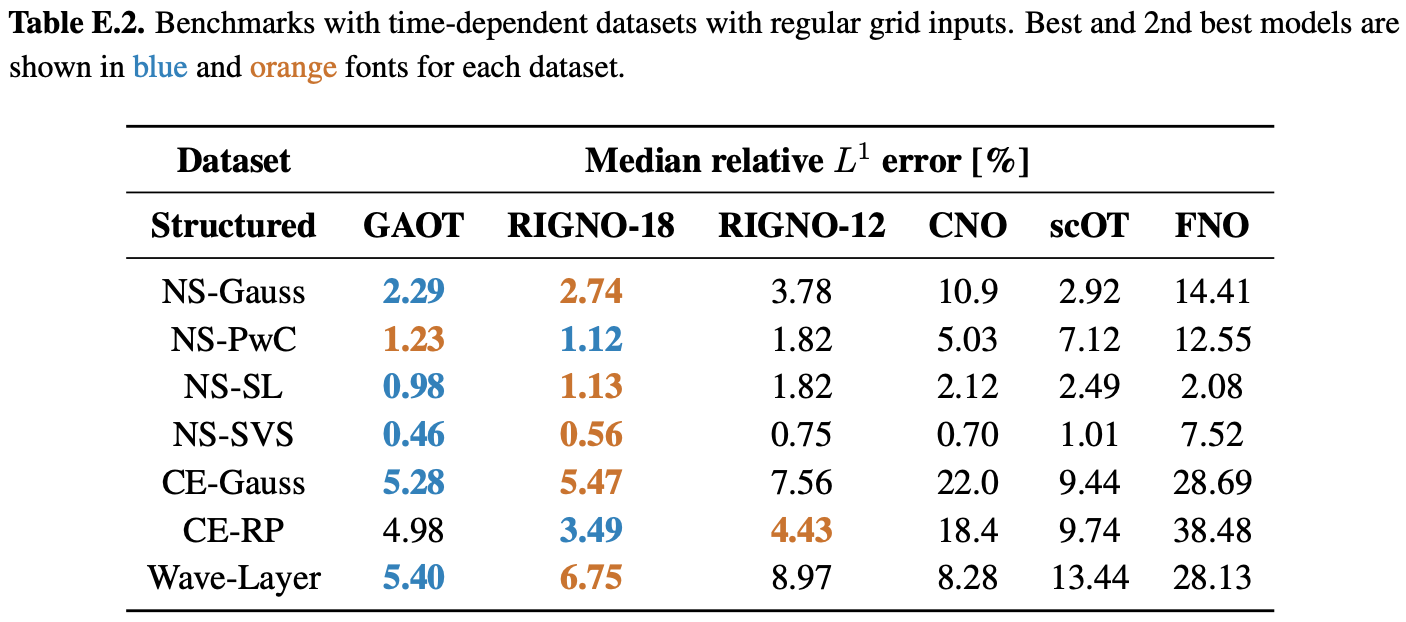 Table E.2. Benchmarks with time-dependent datasets with regular grid inputs. Best and 2nd best models are
shown in blue and orange fonts for each dataset.
Dataset Median relative L¹ error [%]
Structured GAOT RIGNO-18 RIGNO-12 CNO scOT FNO
NS-Gauss 2.29 2.74 3.78 10.9 2.92 14.41
NS-PwC 1.23 1.12 1.82 5.03 7.12 12.55
NS-SL 0.98 1.13 1.82 2.12 2.49 2.08
NS-SVS 0.46 0.56 0.75 0.70 1.01 7.52
CE-Gauss 5.28 5.47 7.56 22.0 9.44 28.69
CE-RP 4.98 3.49 4.43 18.4 9.74 38.48
Wave-Layer 5.40 6.75 8.97 8.28 13.44 28.13